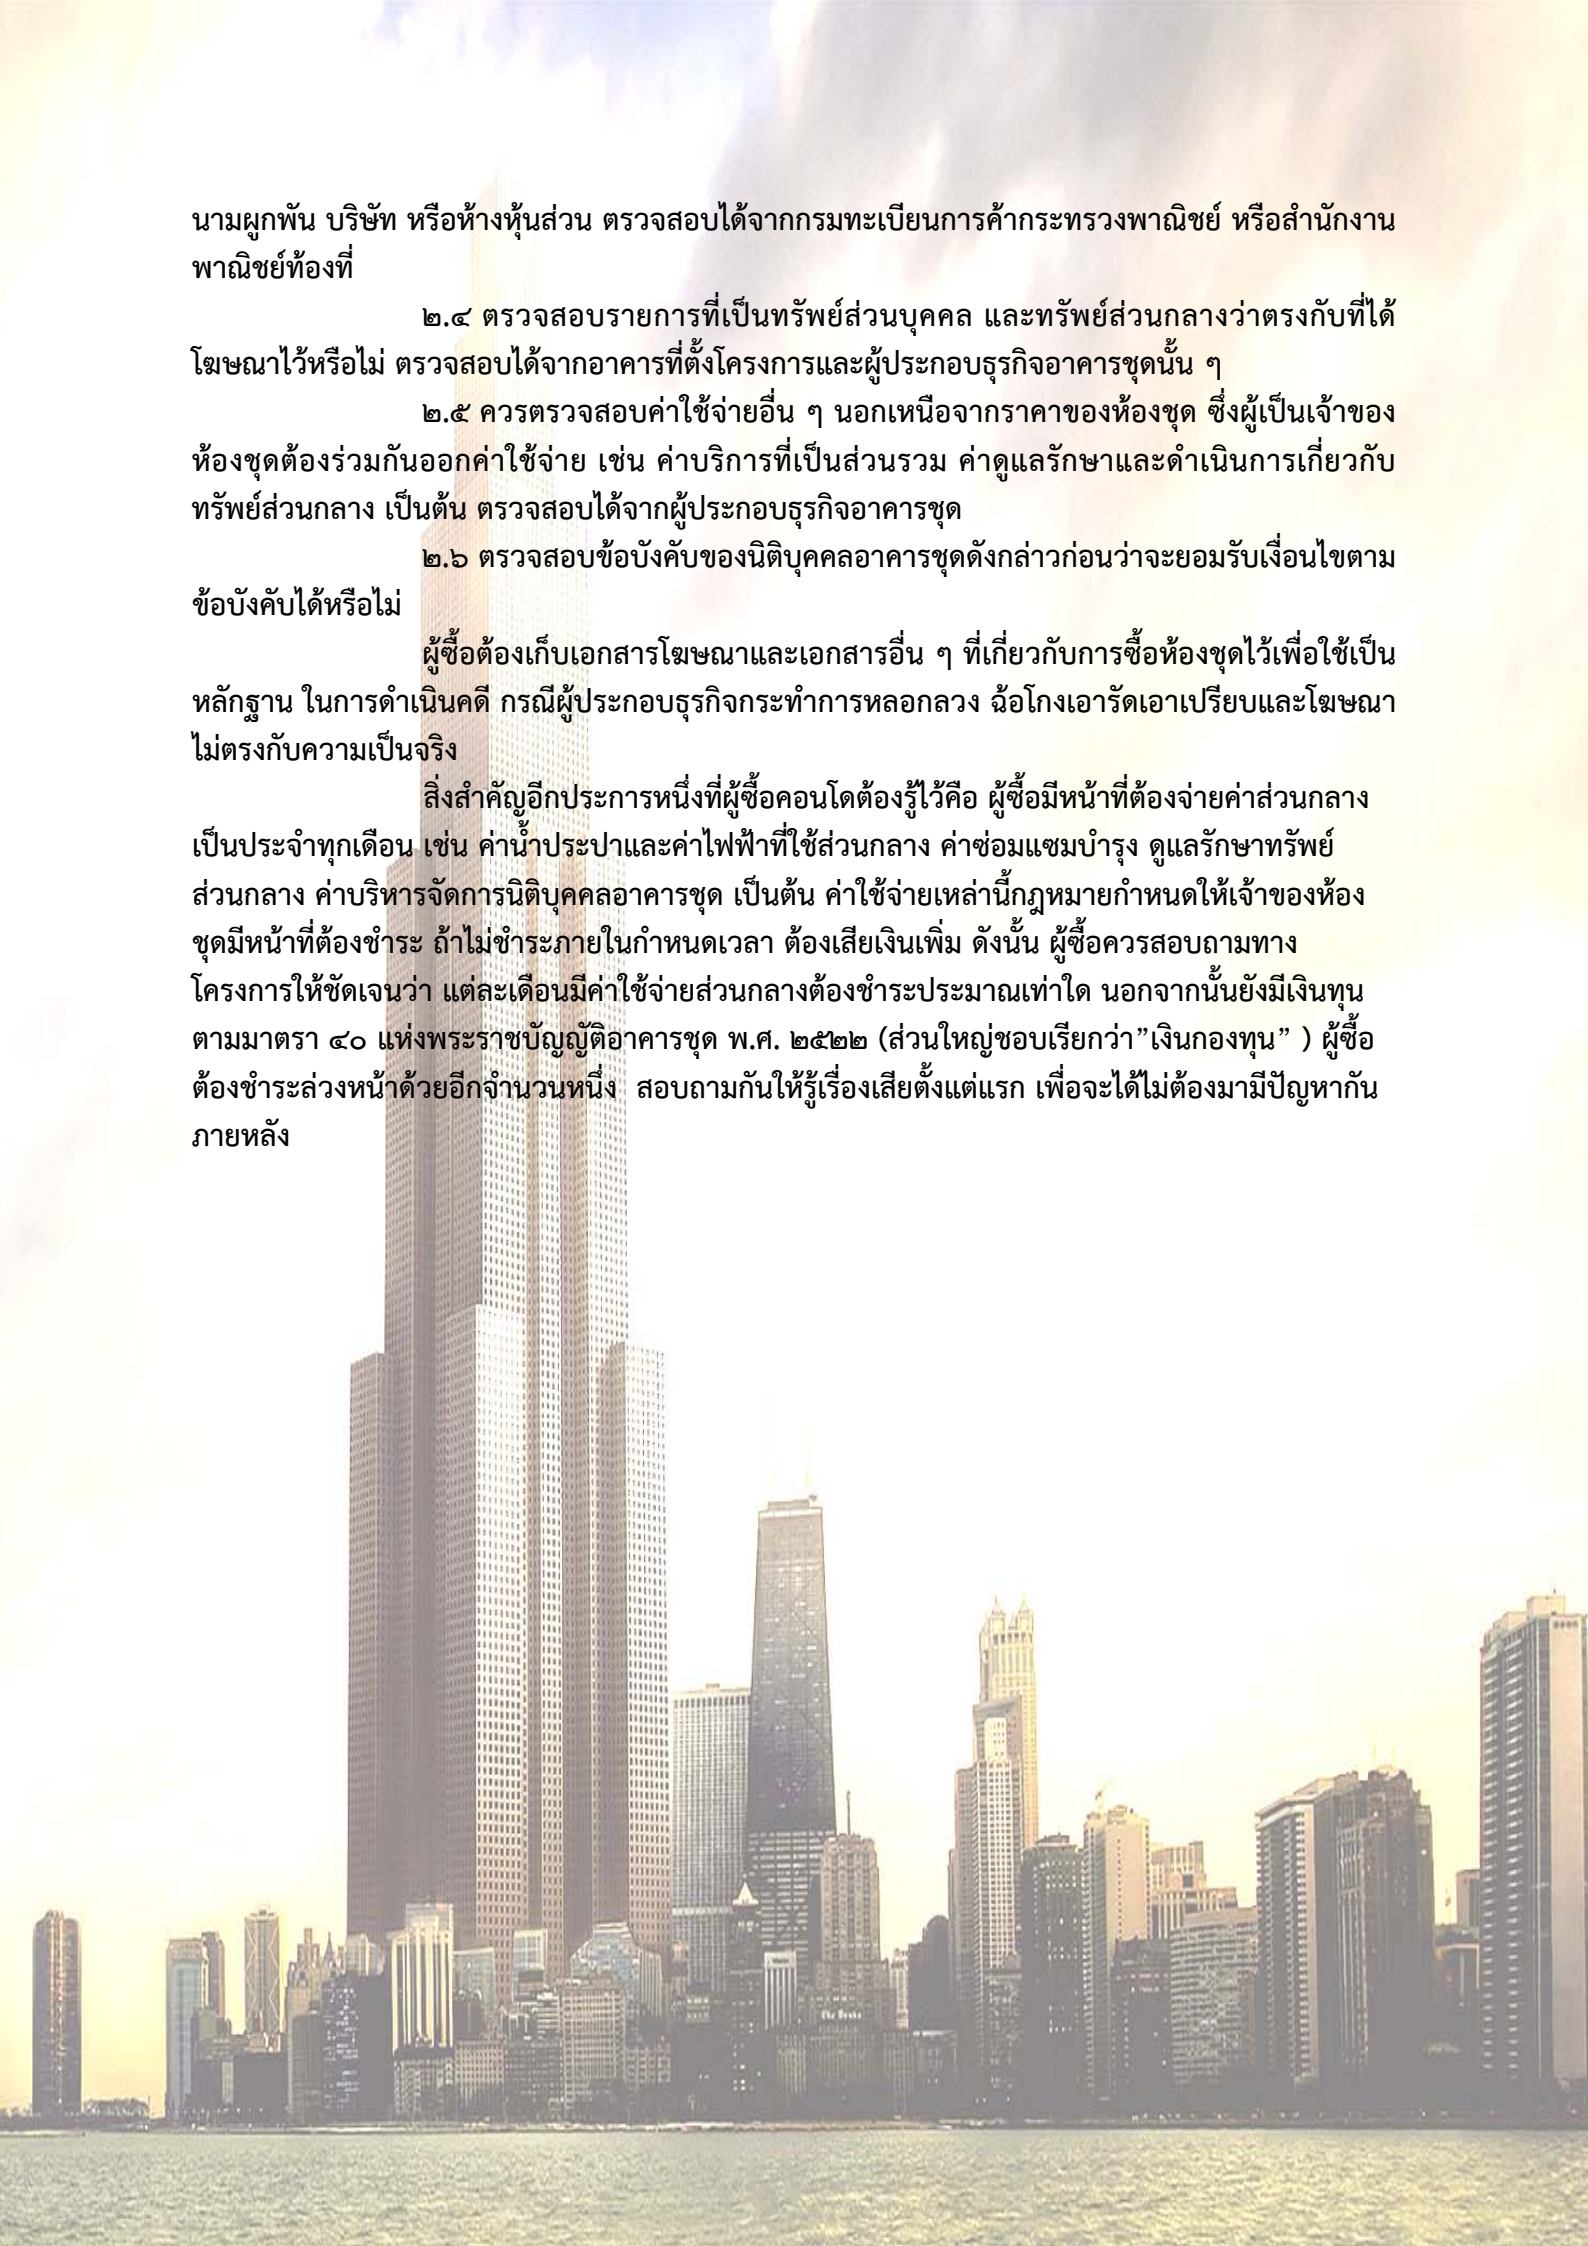 นามผูกพัน บริษัท หรือห้างหุ้นส่วน ตรวจสอบได้จากกรมทะเบียนการค้ากระทรวงพาณิชย์ หรือสำนักงาน
พาณิชย์ท้องที่
๒.๔ ตรวจสอบรายการที่เป็นทรัพย์ส่วนบุคคล และทรัพย์ส่วนกลางว่าตรงกับที่ได้
โฆษณาไว้หรือไม่ ตรวจสอบได้จากอาคารที่ตั้งโครงการและผู้ประกอบธุรกิจอาคารชุดนั้น ๆ
๒.๕ ควรตรวจสอบค่าใช้จ่ายอื่น ๆ นอกเหนือจากราคาของห้องชุด ซึ่งผู้เป็นเจ้าของ
ห้องชุดต้องร่วมกันออกค่าใช้จ่าย เช่น ค่าบริการที่เป็นส่วนรวม ค่าดูแลรักษาและดำเนินการเกี่ยวกับ
ทรัพย์ส่วนกลาง เป็นต้น ตรวจสอบได้จากผู้ประกอบธุรกิจอาคารชุด
๒.๖ ตรวจสอบข้อบังคับของนิติบุคคลอาคารชุดดังกล่าวก่อนว่าจะยอมรับเงื่อนไขตาม
ข้อบังคับได้หรือไม่
ผู้ซื้อต้องเก็บเอกสารโฆษณาและเอกสารอื่น ๆ ที่เกี่ยวกับการซื้อห้องชุดไว้เพื่อใช้เป็น
หลักฐาน ในการดำเนินคดี กรณีผู้ประกอบธุรกิจกระทำการหลอกลวง ฉ้อโกงเอารัดเอาเปรียบและโฆษณา
ไม่ตรงกับความเป็นจริง
สิ่งสำคัญอีกประการหนึ่งที่ผู้ซื้อคอนโดต้องรู้ไว้คือ ผู้ซื้อมีหน้าที่ต้องจ่ายค่าส่วนกลาง
เป็นประจำทุกเดือน เช่น ค่าน้ำประปาและค่าไฟฟ้าที่ใช้ส่วนกลาง ค่าซ่อมแซมบำรุง ดูแลรักษาทรัพย์
ส่วนกลาง ค่าบริหารจัดการนิติบุคคลอาคารชุด เป็นต้น ค่าใช้จ่ายเหล่านี้กฎหมายกำหนดให้เจ้าของห้อง
ชุดมีหน้าที่ต้องชำระ ถ้าไม่ชำระภายในกำหนดเวลา ต้องเสียเงินเพิ่ม ดังนั้น ผู้ซื้อควรสอบถามทาง
โครงการให้ชัดเจนว่า แต่ละเดือนมีค่าใช้จ่ายส่วนกลางต้องชำระประมาณเท่าใด นอกจากนั้นยังมีเงินทุน
ตามมาตรา ๔๐ แห่งพระราชบัญญัติอาคารชุด พ.ศ. ๒๕๒๒ (ส่วนใหญ่ชอบเรียกว่า”เงินกองทุน” ) ผู้ซื้อ
ต้องชำระล่วงหน้าด้วยอีกจำนวนหนึ่ง สอบถามกันให้รู้เรื่องเสียตั้งแต่แรก เพื่อจะได้ไม่ต้องมามีปัญหากัน
ภายหลัง